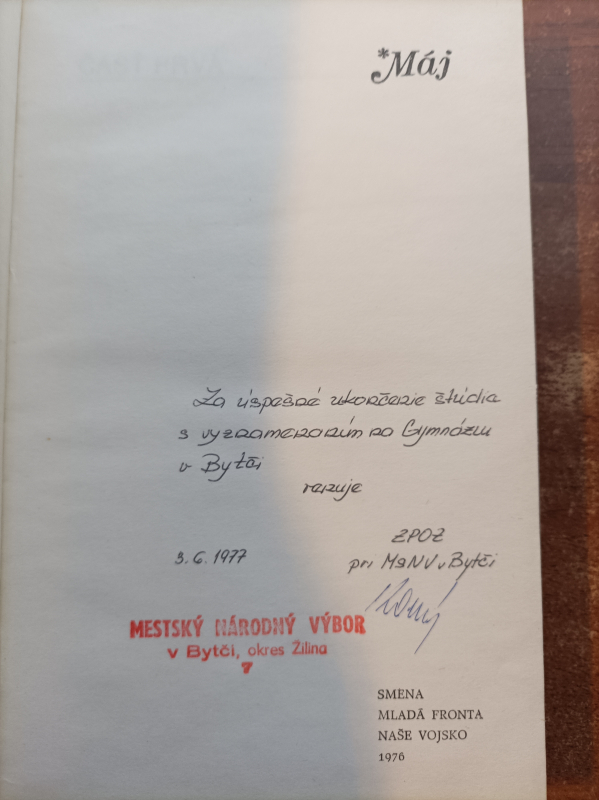 *Máj
Za úspešné ukončenie štúdia
s vyznamenaním na Gymnáziu
v Bytči
venuje
3.6.1977
ZPOZ
pri MsNV v Bytči
MESTSKÝ NÁRODNÝ VÝBOR
v Bytči, okres Žilina
7
SMENA
MLADÁ FRONTA
NAŠE VOJSKO
1976